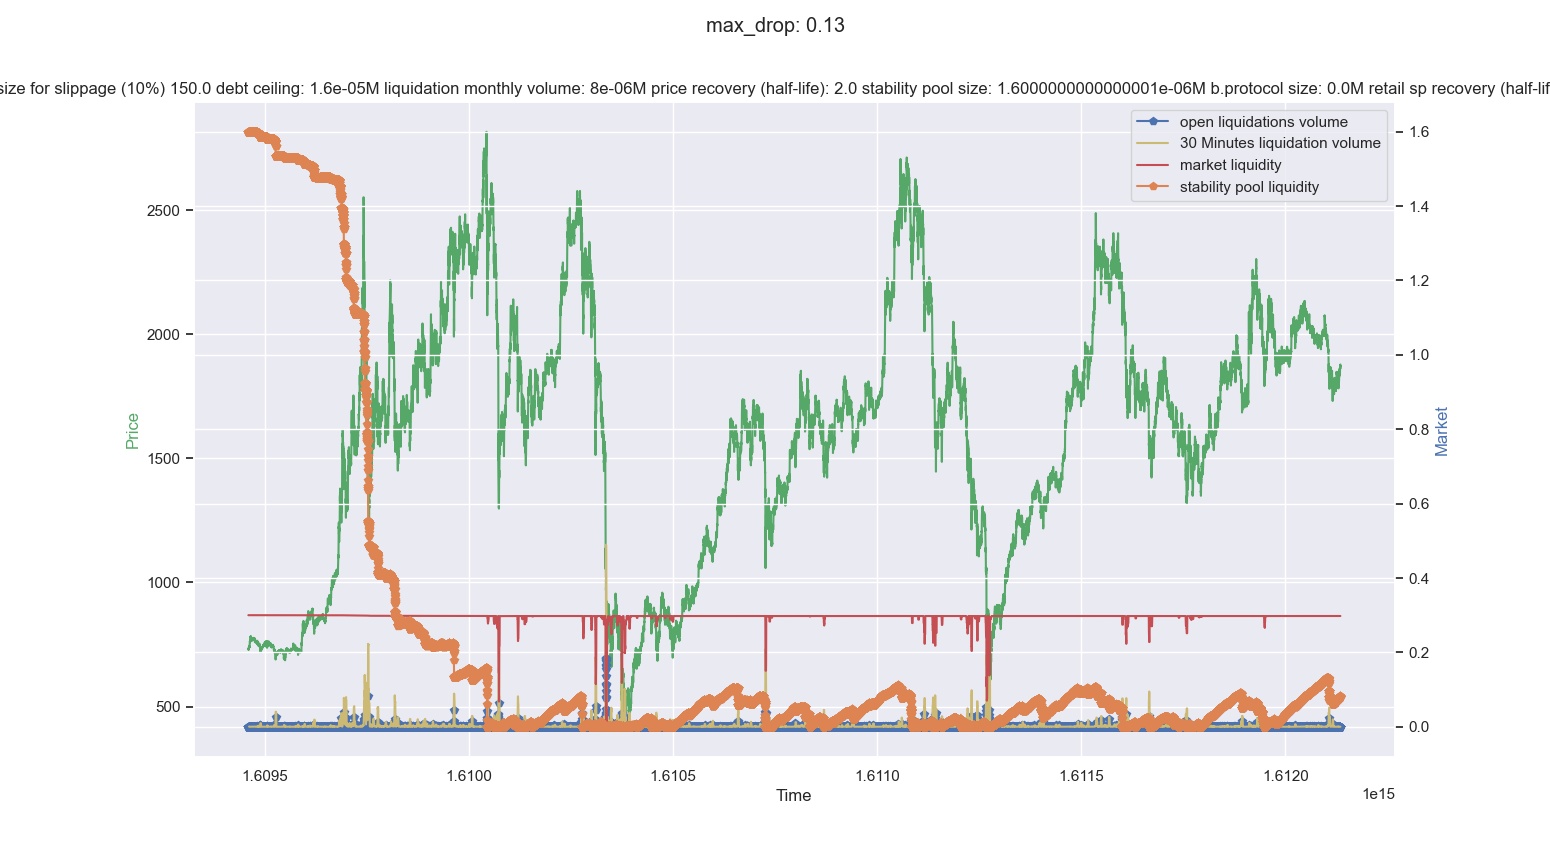 max_drop: 0.13
size for slippage (10%) 150.0 debt ceiling: 1.6e-05M liquidation monthly volume: 8e-06M price recovery (half-life): 2.0 stability pool size: 1.6000000000000001e-06M b.protocol size: 0.0M retail sp recovery (half-lif
open liquidations volume
30 Minutes liquidation volume
market liquidity
stability pool liquidity
2500
2000
1500
1000
500
Price
1.6
1.4
1.2
1.0
0.8
0.6
0.4
0.2
0.0
Market
1.6095
1.6100
1.6105
1.6110
1.6115
1.6120
1e15
Time